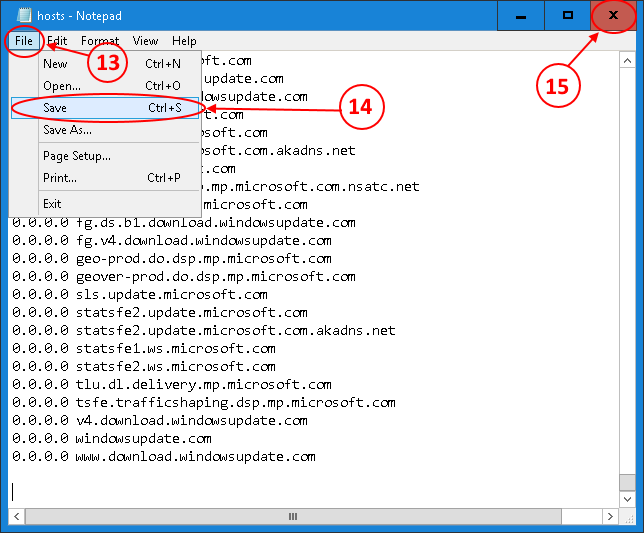 hosts - Notepad
File Edit Format View Help
13
15
New Ctrl+N
Open... Ctrl+O
Save Ctrl+S
14
Save As...
Page Setup...
Print... Ctrl+P
Exit
soft.com
.update.com
dowsupdate.com
ft.com
microsoft.com
.microsoft.com.akadns.net
t.com
.mp.microsoft.com.nsatc.net
microsoft.com
0.0.0.0 fg.ds.b1.download.windowsupdate.com
0.0.0.0 fg.v4.download.windowsupdate.com
0.0.0.0 geo-prod.do.dsp.mp.microsoft.com
0.0.0.0 geover-prod.do.dsp.mp.microsoft.com
0.0.0.0 sls.update.microsoft.com
0.0.0.0 statsfe2.update.microsoft.com
0.0.0.0 statsfe2.update.microsoft.com.akadns.net
0.0.0.0 statsfe1.ws.microsoft.com
0.0.0.0 statsfe2.ws.microsoft.com
0.0.0.0 tlu.dl.delivery.mp.microsoft.com
0.0.0.0 tsfe.trafficshaping.dsp.mp.microsoft.com
0.0.0.0 v4.download.windowsupdate.com
0.0.0.0 windowsupdate.com
0.0.0.0 www.download.windowsupdate.com